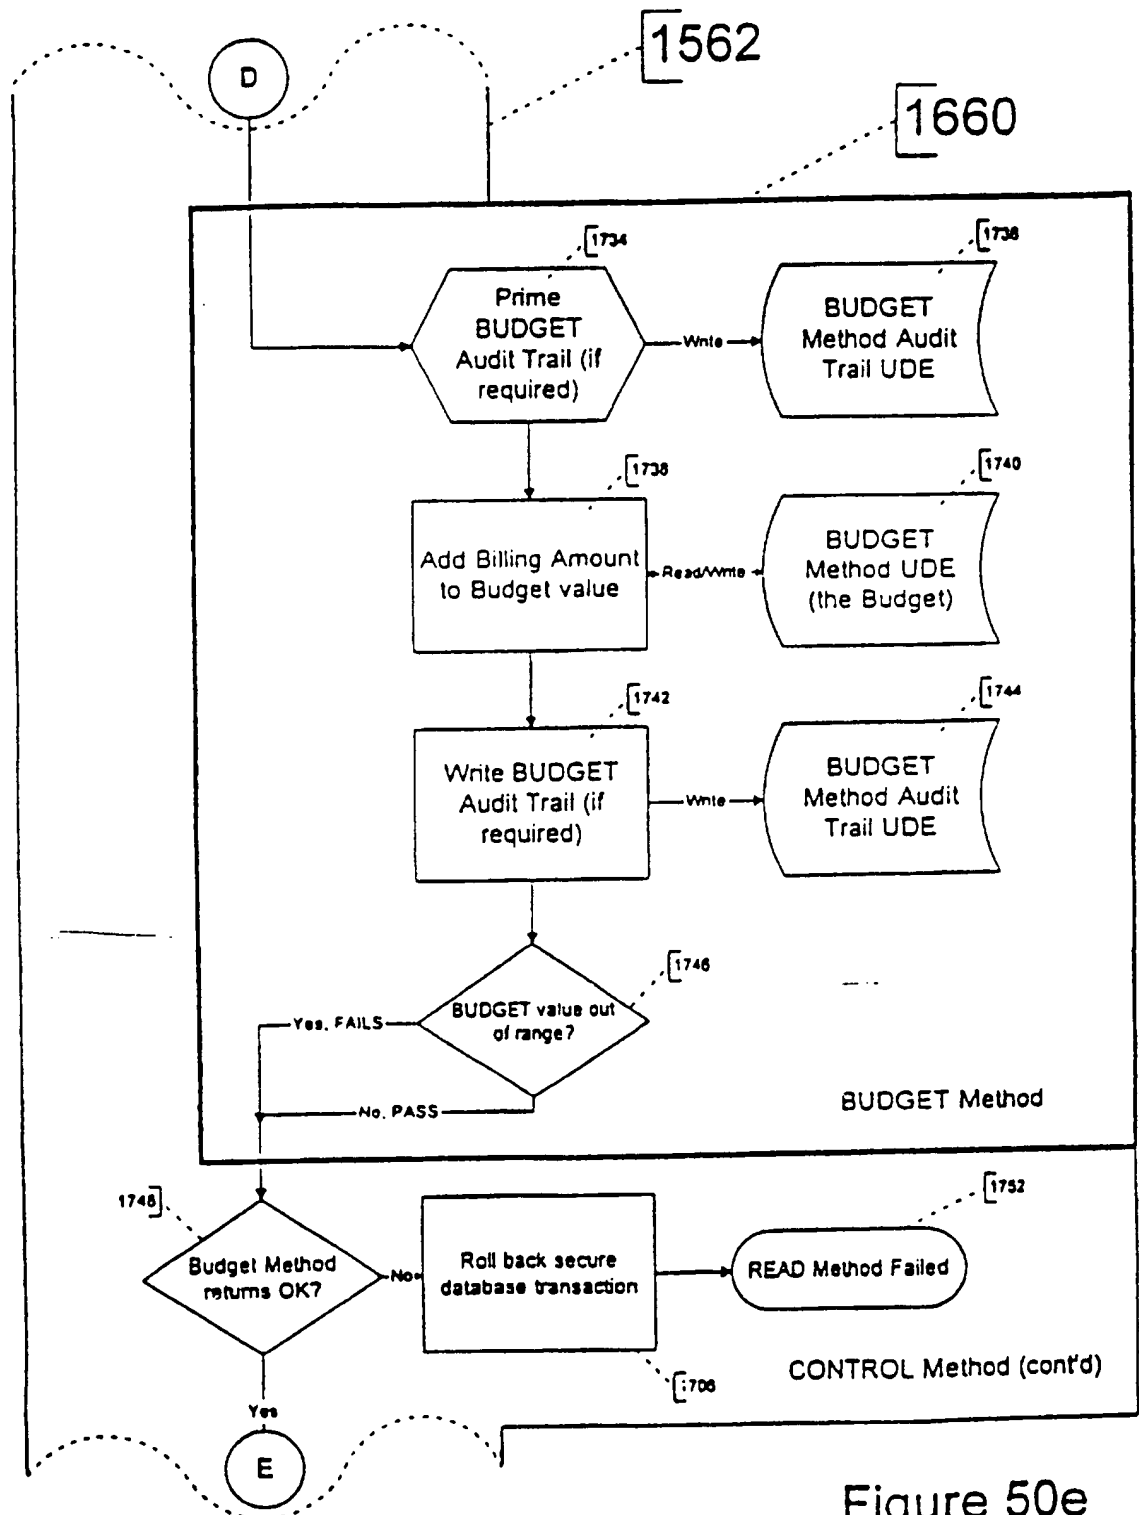 1562
D
1660
1734
1736
Prime
BUDGET
Audit Trail (if
required)
Write
BUDGET
Method Audit
Trail UDE
1738
1740
Add Billing Amount
to Budget value
Read/Write
BUDGET
Method UDE
(the Budget)
1742
1744
Write BUDGET
Audit Trail (if
required)
Write
BUDGET
Method Audit
Trail UDE
1746
BUDGET value out
of range?
Yes, FAILS
No, PASS
BUDGET Method
1748
1752
Budget Method
returns OK?
No
Roll back secure
database transaction
READ Method Failed
1706
CONTROL Method (cont'd)
Yes
E
Figure 50e